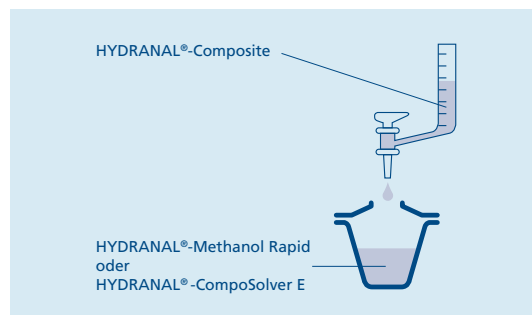 HYDRANAL®-Composite
HYDRANAL®-Methanol Rapid
oder
HYDRANAL®-CompoSolver E